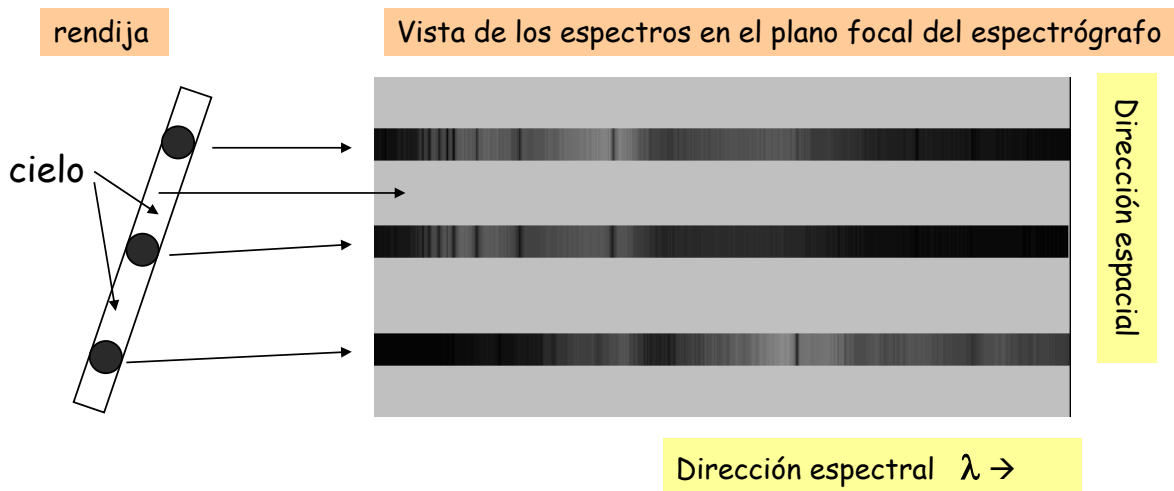 rendija
Vista de los espectros en el plano focal del espectrógrafo
cielo
Dirección espacial
Dirección espectral λ →